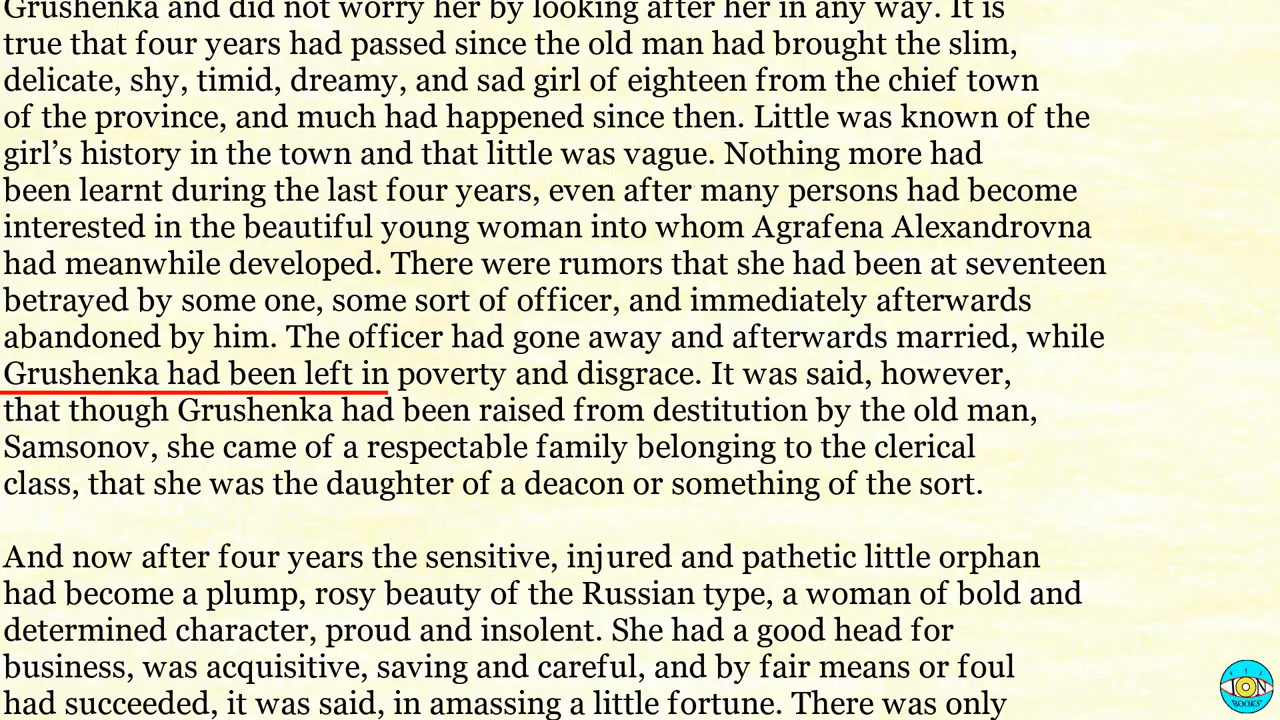 Grushenka and did not worry her by looking after her in any way. It is
true that four years had passed since the old man had brought the slim,
delicate, shy, timid, dreamy, and sad girl of eighteen from the chief town
of the province, and much had happened since then. Little was known of the
girl’s history in the town and that little was vague. Nothing more had
been learnt during the last four years, even after many persons had become
interested in the beautiful young woman into whom Agrafena Alexandrovna
had meanwhile developed. There were rumors that she had been at seventeen
betrayed by some one, some sort of officer, and immediately afterwards
abandoned by him. The officer had gone away and afterwards married, while
Grushenka had been left in poverty and disgrace. It was said, however,
that though Grushenka had been raised from destitution by the old man,
Samsonov, she came of a respectable family belonging to the clerical
class, that she was the daughter of a deacon or something of the sort.
And now after four years the sensitive, injured and pathetic little orphan
had become a plump, rosy beauty of the Russian type, a woman of bold and
determined character, proud and insolent. She had a good head for
business, was acquisitive, saving and careful, and by fair means or foul
had succeeded, it was said, in amassing a little fortune. There was only
ION
BOOKS